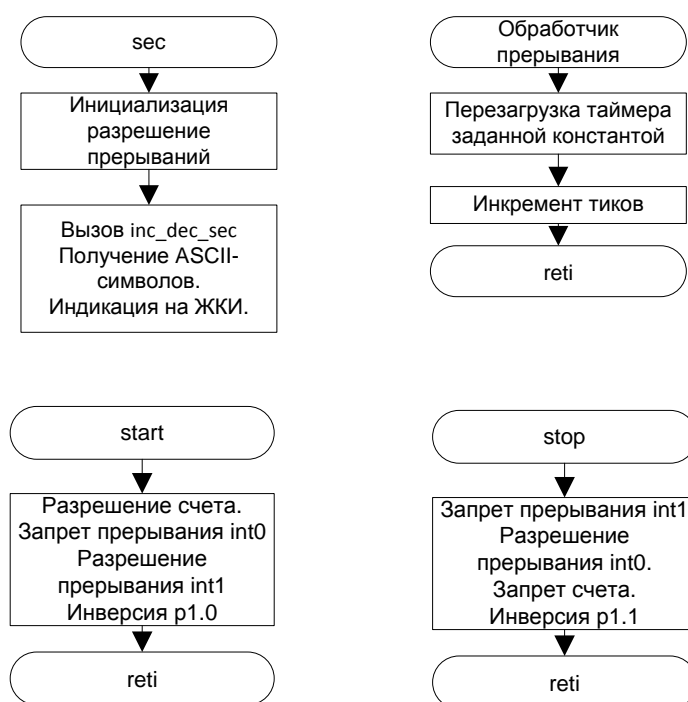 sec
Инициализация
разрешение
прерываний
Вызов inc_dec_sec
Получение ASCII-
символов.
Индикация на ЖКИ.
Обработчик
прерывания
Перезагрузка таймера
заданной константой
Инкремент тиков
reti
start
Разрешение счета.
Запрет прерывания int0
Разрешение
прерывания int1
Инверсия p1.0
reti
stop
Запрет прерывания int1
Разрешение
прерывания int0.
Запрет счета.
Инверсия p1.1
reti